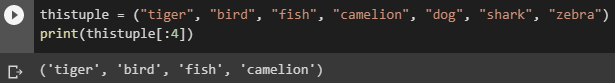 thistuple = ("tiger", "bird", "fish", "camelion", "dog", "shark", "zebra")
print(thistuple[:4])
('tiger', 'bird', 'fish', 'camelion')